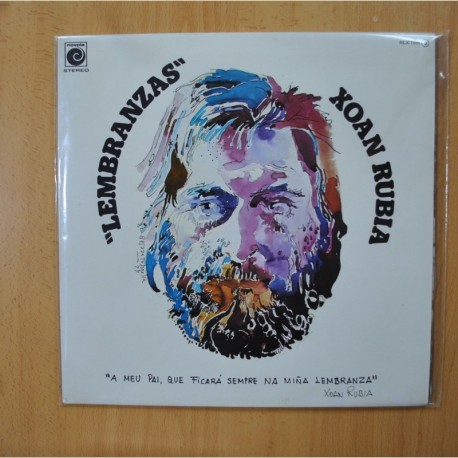 STEREO
"LEMBRANZAS"
XOAN RUBIA
"A MEU PAI, QUE FICARÁ SEMPRE NA MIÑA LEMBRANZA"
XOAN RUBIA